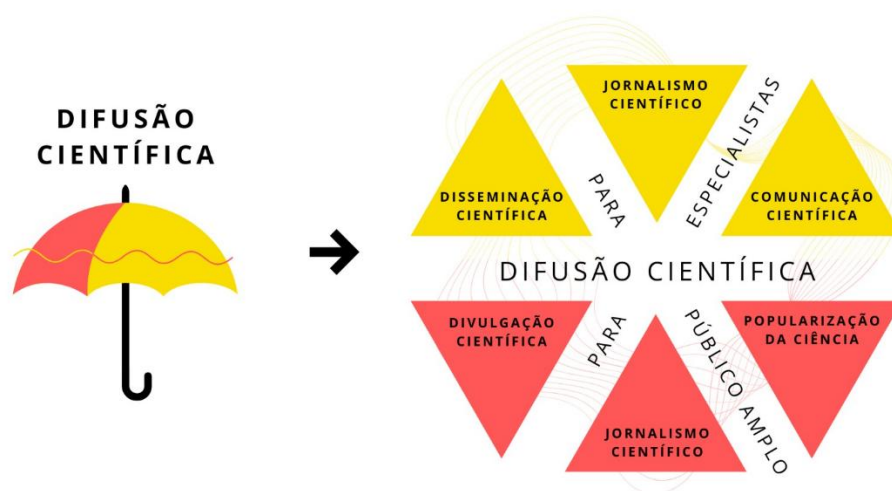 DIFUSÃO
CIENTÍFICA
JORNALISMO
CIENTÍFICO
DISSEMINAÇÃO
CIENTÍFICA
PARA
ESPECIALISTAS
COMUNICAÇÃO
CIENTÍFICA
DIFUSÃO CIENTÍFICA
DIVULGAÇÃO
CIENTÍFICA
PARA
PÚBLICO AMPLO
POPULARIZAÇÃO
DA CIÊNCIA
JORNALISMO
CIENTÍFICO